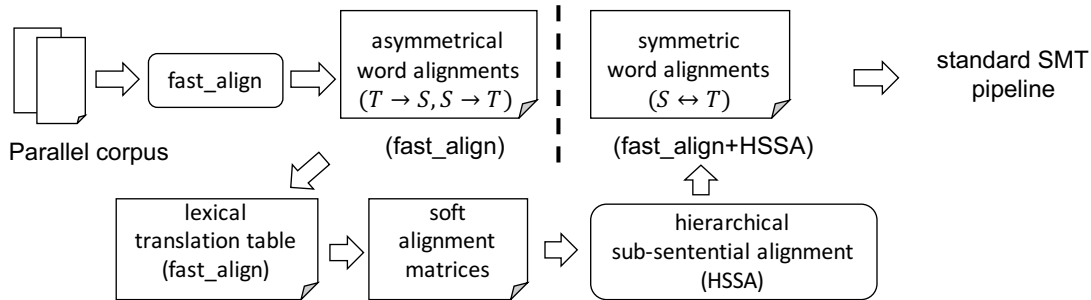 Parallel corpus
fast_align
asymmetrical
word alignments
(T → S, S → T)
(fast_align)
symmetric
word alignments
(S ↔ T)
(fast_align+HSSA)
standard SMT
pipeline
lexical
translation table
(fast_align)
soft
alignment
matrices
hierarchical
sub-sentential alignment
(HSSA)